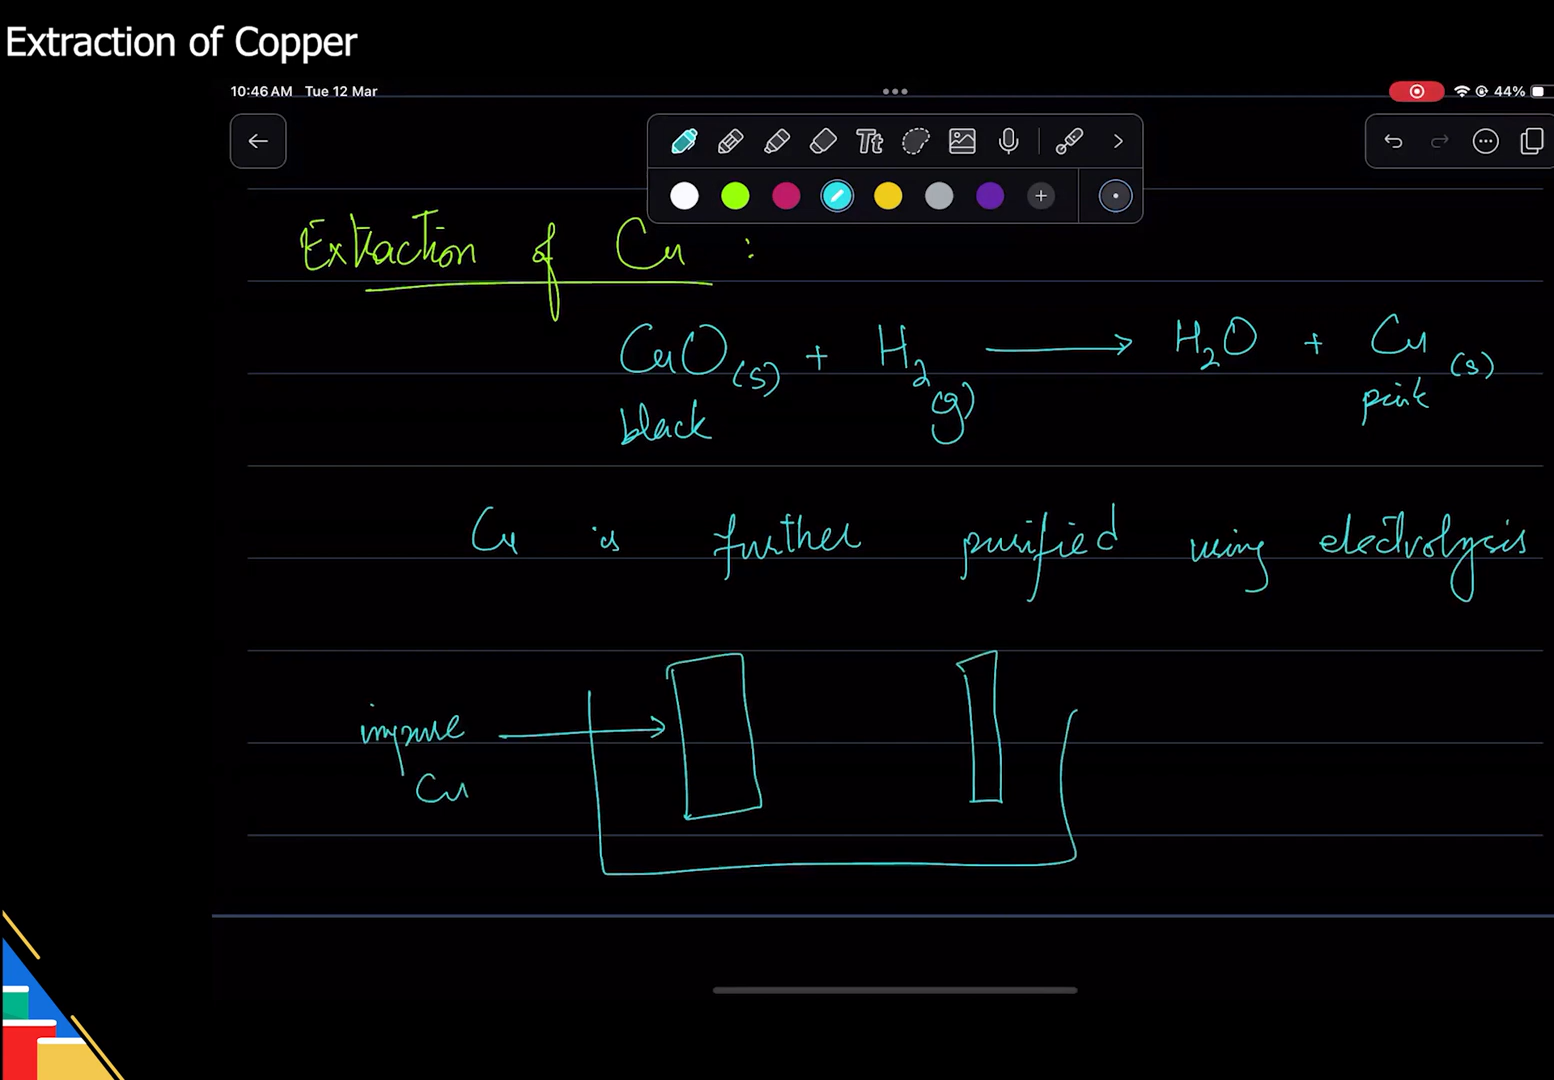 Extraction of Copper
10:46 AM Tue 12 Mar
44%
Tt
Extraction of Cu :
CuO(s) + H2(g) → H2O + Cu(s)
black pink
Cu is further purified using electrolysis
impure
Cu